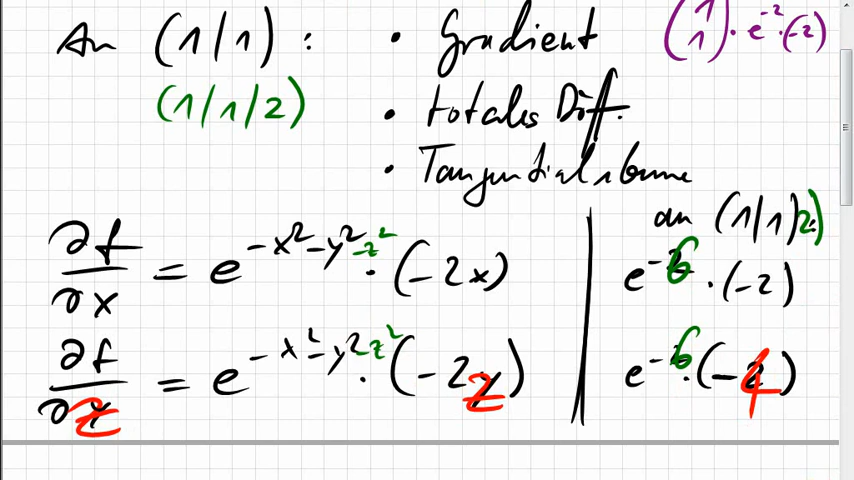 An (1/1) : • Gradient (1 1) · e^-2 · (-2)
(1/1/2) • totales Diff.
• Tangentialebene
an (1/1/2)
∂f/∂x = e^-x²-y²-z² · (-2x) e^-6 · (-2)
∂f/∂z = e^-x²-y²-z² · (-2z) e^-6 · (-4)